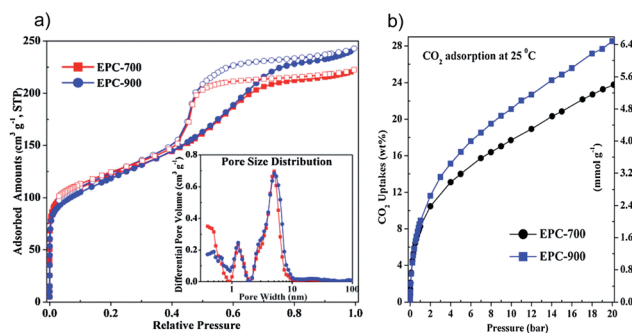 a)
b)
EPC-700
EPC-900
250
200
150
100
50
0
Adsorbed Amounts (cm³ g⁻¹, STP)
0.0 0.2 0.4 0.6 0.8 1.0
Relative Pressure
Pore Size Distribution
0.8
0.6
0.4
0.2
0.0
Differential Pore Volume (cm³ g⁻¹)
1 10 100
Pore Width (nm)
CO₂ adsorption at 25 ⁰C
28
24
20
16
12
8
4
0
CO₂ Uptakes (wt%)
6.4
5.6
4.8
4.0
3.2
2.4
1.6
0.8
0.0
(mmol g⁻¹)
EPC-700
EPC-900
0 2 4 6 8 10 12 14 16 18 20
Pressure (bar)